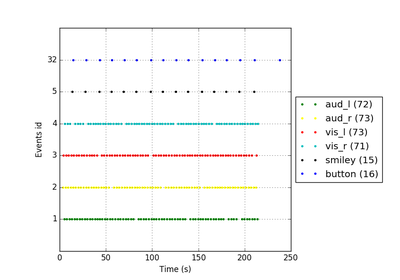 32
5
4
3
2
1
Events id
0 50 100 150 200 250
Time (s)
aud_l (72)
aud_r (73)
vis_l (73)
vis_r (71)
smiley (15)
button (16)